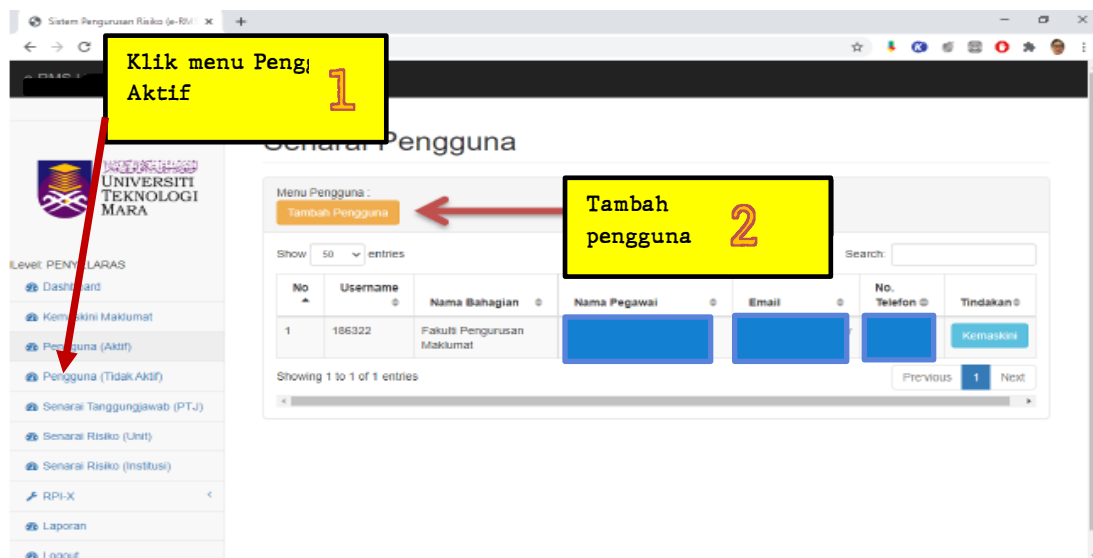 Sistem Pengurusan Risiko (e-RM
Klik menu Pengg
Aktif
1
Senarai Pengguna
UNIVERSITI
TEKNOLOGI
MARA
Menu Pengguna :
Tambah Pengguna
Tambah
pengguna
2
Show 50 entries
Search:
Level: PENYELARAS
No Username Nama Bahagian Nama Pegawai Email No. Telefon Tindakan
1 186322 Fakulti Pengurusan Maklumat Kemaskini
Showing 1 to 1 of 1 entries
Previous 1 Next
Dashboard
Kemaskini Maklumat
Pengguna (Aktif)
Pengguna (Tidak Aktif)
Senarai Tanggungjawab (PTJ)
Senarai Risiko (Unit)
Senarai Risiko (Institusi)
RPI-X
Laporan
Logout